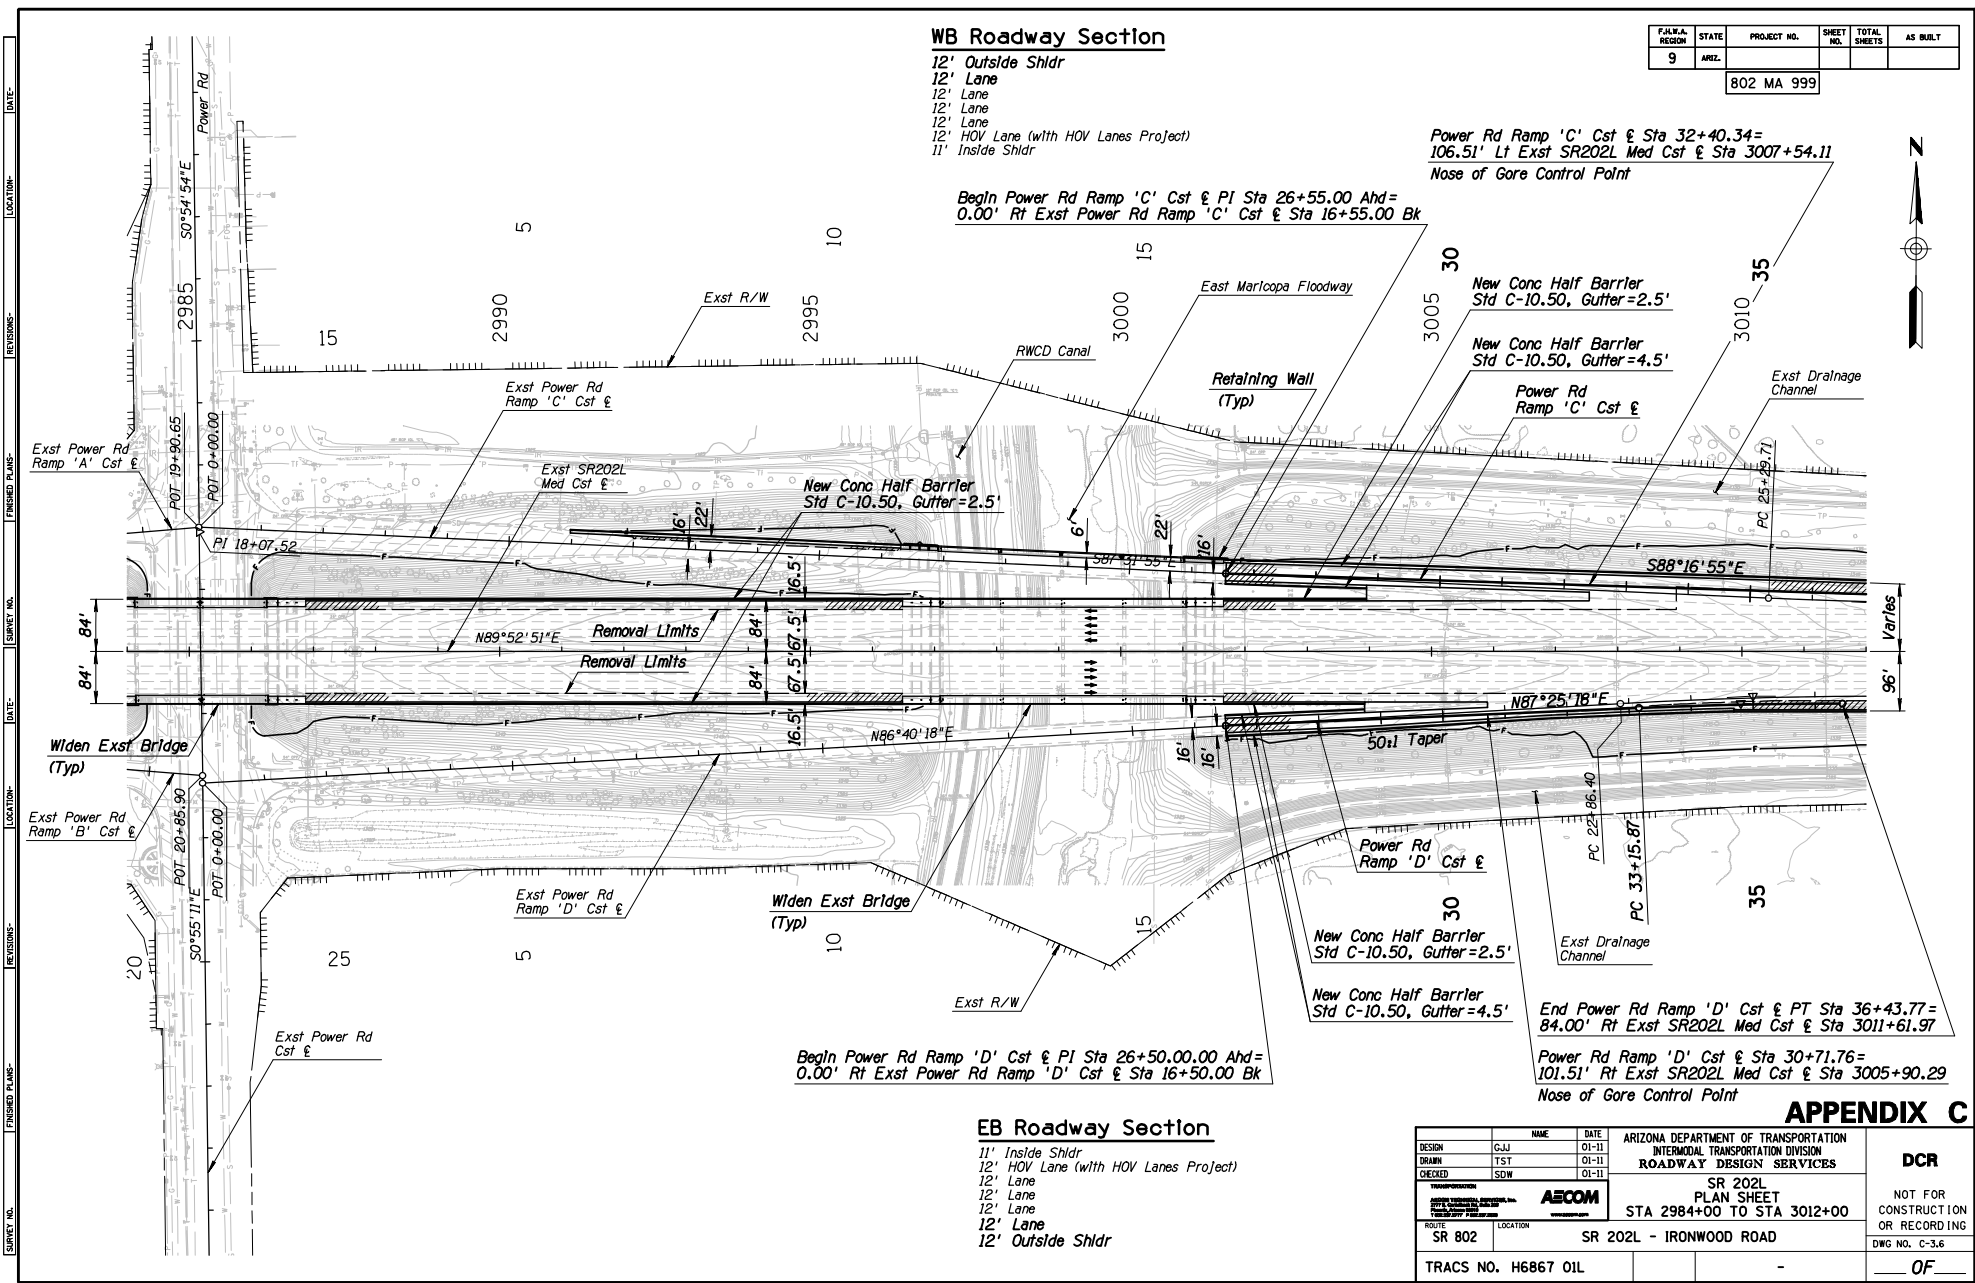 WB Roadway Section
12' Outside Shldr
12' Lane
12' Lane
12' Lane
12' Lane
12' HOV Lane (with HOV Lanes Project)
11' Inside Shldr
F.H.W.A. REGION
STATE
PROJECT NO.
SHEET NO.
TOTAL SHEETS
AS BUILT
9
ARIZ.
802 MA 999
N
Power Rd Ramp 'C' Cst ℄ Sta 32+40.34=
106.51' Lt Exst SR202L Med Cst ℄ Sta 3007+54.11
Nose of Gore Control Point
Begin Power Rd Ramp 'C' Cst ℄ PI Sta 26+55.00 Ahd=
0.00' Rt Exst Power Rd Ramp 'C' Cst ℄ Sta 16+55.00 Bk
Power Rd
S0°54'54"E
5
10
15
30
35
2985
15
2990
2995
3000
3005
3010
Exst R/W
East Maricopa Floodway
RWCD Canal
New Conc Half Barrier
Std C-10.50, Gutter=2.5'
New Conc Half Barrier
Std C-10.50, Gutter=4.5'
Retaining Wall
(Typ)
Power Rd
Ramp 'C' Cst ℄
Exst Drainage
Channel
Exst Power Rd
Ramp 'C' Cst ℄
Exst Power Rd
Ramp 'A' Cst ℄
POT 19+90.65
POT 0+00.00
Exst SR202L
Med Cst ℄
New Conc Half Barrier
Std C-10.50, Gutter=2.5'
PC 25+29.71
PI 18+07.52
16'
22'
6'
22'
16'
S87°51'55"E
S88°16'55"E
16.5'
84'
84'
67.5'
Varies
N89°52'51"E
Removal Limits
Removal Limits
84'
84'
67.5'
96'
16.5'
N87°25'18"E
N86°40'18"E
50:1 Taper
16'
16'
Widen Exst Bridge
(Typ)
Exst Power Rd
Ramp 'B' Cst ℄
POT 20+85.90
POT 0+00.00
S0°55'11"E
PC 22+86.40
PC 33+15.87
Power Rd
Ramp 'D' Cst ℄
Exst Power Rd
Ramp 'D' Cst ℄
Widen Exst Bridge
(Typ)
20
25
5
10
15
30
35
New Conc Half Barrier
Std C-10.50, Gutter=2.5'
Exst Drainage
Channel
New Conc Half Barrier
Std C-10.50, Gutter=4.5'
Exst R/W
Exst Power Rd
Cst ℄
End Power Rd Ramp 'D' Cst ℄ PT Sta 36+43.77=
84.00' Rt Exst SR202L Med Cst ℄ Sta 3011+61.97
Begin Power Rd Ramp 'D' Cst ℄ PI Sta 26+50.00.00 Ahd=
0.00' Rt Exst Power Rd Ramp 'D' Cst ℄ Sta 16+50.00 Bk
Power Rd Ramp 'D' Cst ℄ Sta 30+71.76=
101.51' Rt Exst SR202L Med Cst ℄ Sta 3005+90.29
Nose of Gore Control Point
EB Roadway Section
11' Inside Shldr
12' HOV Lane (with HOV Lanes Project)
12' Lane
12' Lane
12' Lane
12' Lane
12' Outside Shldr
APPENDIX C
NAME
DATE
DESIGN GJJ 01-11
DRAWN TST 01-11
CHECKED SDW 01-11
ARIZONA DEPARTMENT OF TRANSPORTATION
INTERMODAL TRANSPORTATION DIVISION
ROADWAY DESIGN SERVICES
DCR
NOT FOR
CONSTRUCTION
OR RECORDING
TRANSPORTATION
AECOM
SR 202L
PLAN SHEET
STA 2984+00 TO STA 3012+00
ROUTE
SR 802
LOCATION
SR 202L - IRONWOOD ROAD
DWG NO. C-3.6
TRACS NO. H6867 01L
-
OF
DATE-
LOCATION-
REVISIONS-
FINISHED PLANS-
SURVEY NO.
DATE-
LOCATION-
REVISIONS-
FINISHED PLANS-
SURVEY NO.